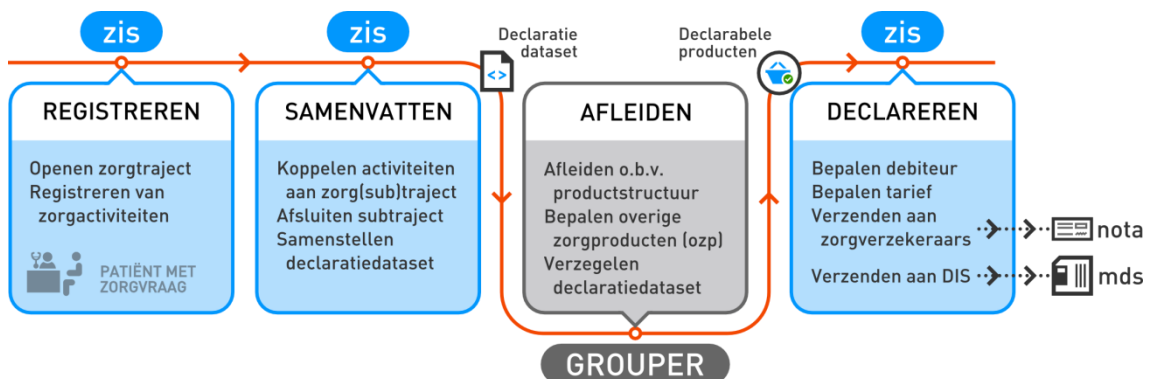 zis
REGISTREREN
Openen zorgtraject
Registreren van
zorgactiviteiten
PATIËNT MET
ZORGVRAAG
zis
SAMENVATTEN
Koppelen activiteiten
aan zorg(sub)traject
Afsluiten subtraject
Samenstellen
declaratiedataset
Declaratie
dataset
<>
AFLEIDEN
Afleiden o.b.v.
productstructuur
Bepalen overige
zorgproducten (ozp)
Verzegelen
declaratiedataset
GROUPER
Declarabele
producten
zis
DECLAREREN
Bepalen debiteur
Bepalen tarief
Verzenden aan
zorgverzekeraars
nota
Verzenden aan DIS
mds